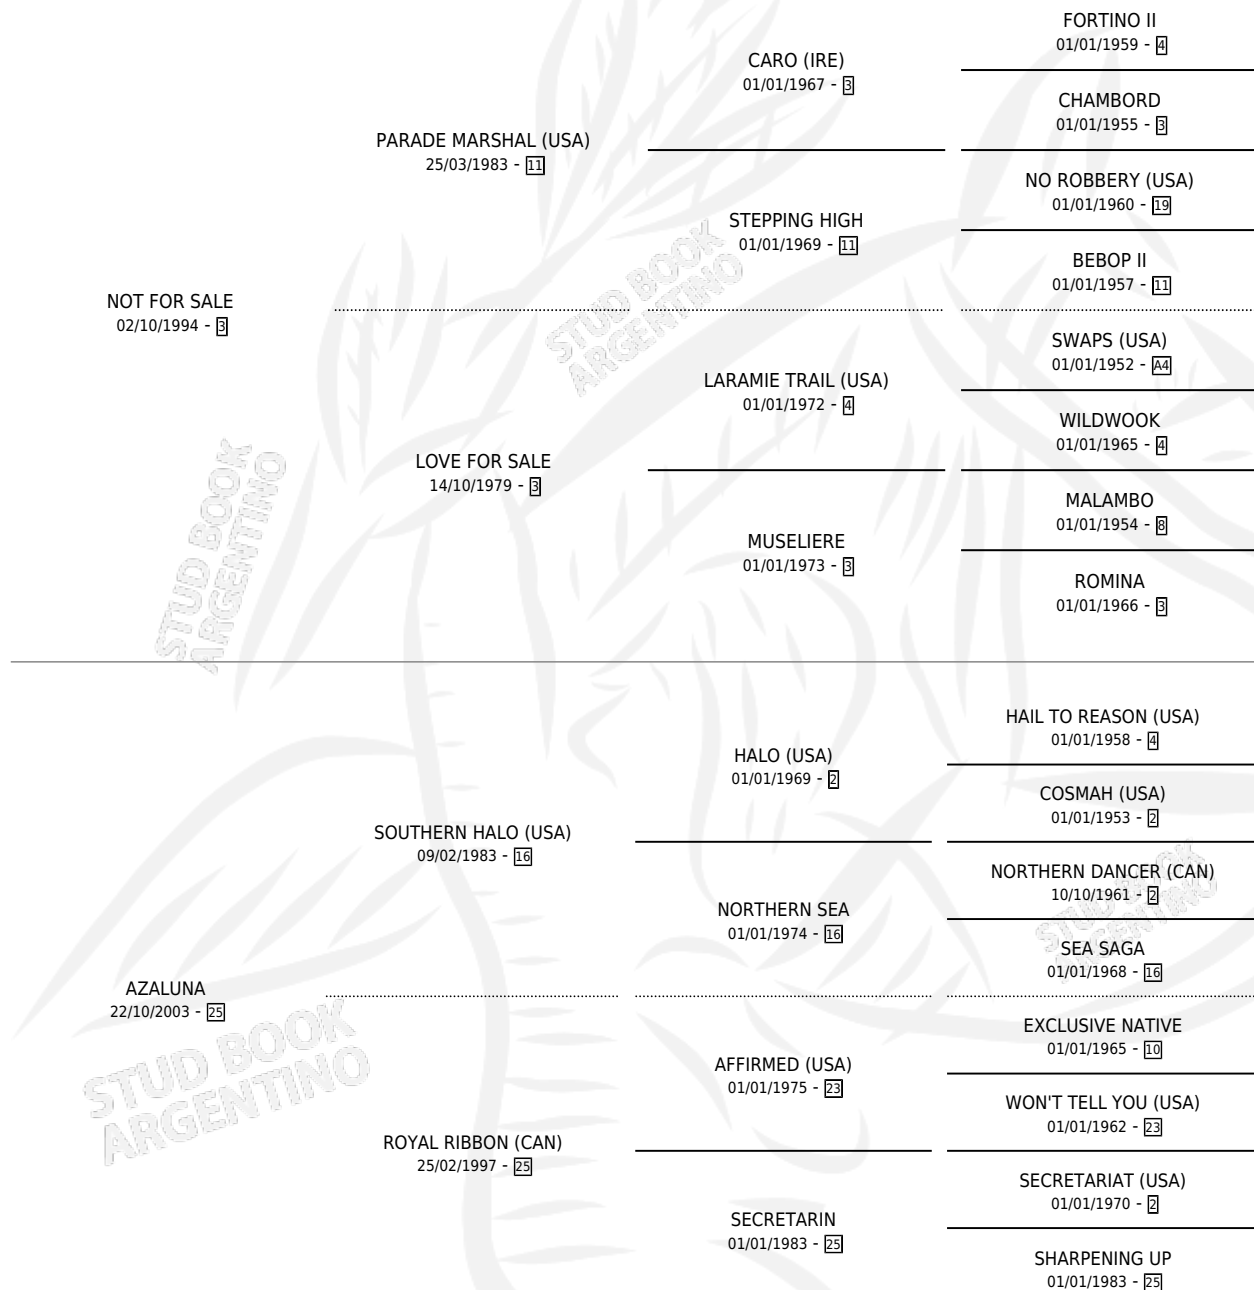 FORTINO II
01/01/1959 - 4
CARO (IRE)
01/01/1967 - 3
CHAMBORD
01/01/1955 - 3
PARADE MARSHAL (USA)
25/03/1983 - 11
NO ROBBERY (USA)
01/01/1960 - 19
STEPPING HIGH
01/01/1969 - 11
BEBOP II
01/01/1957 - 11
NOT FOR SALE
02/10/1994 - 3
SWAPS (USA)
01/01/1952 - A4
LARAMIE TRAIL (USA)
01/01/1972 - 4
WILDWOOK
01/01/1965 - 4
LOVE FOR SALE
14/10/1979 - 3
MALAMBO
01/01/1954 - 8
MUSELIERE
01/01/1973 - 3
ROMINA
01/01/1966 - 3
HAIL TO REASON (USA)
01/01/1958 - 4
HALO (USA)
01/01/1969 - 2
COSMAH (USA)
01/01/1953 - 2
SOUTHERN HALO (USA)
09/02/1983 - 16
NORTHERN DANCER (CAN)
10/10/1961 - 2
NORTHERN SEA
01/01/1974 - 16
SEA SAGA
01/01/1968 - 16
AZALUNA
22/10/2003 - 25
EXCLUSIVE NATIVE
01/01/1965 - 10
AFFIRMED (USA)
01/01/1975 - 23
WON'T TELL YOU (USA)
01/01/1962 - 23
ROYAL RIBBON (CAN)
25/02/1997 - 25
SECRETARIAT (USA)
01/01/1970 - 2
SECRETARIN
01/01/1983 - 25
SHARPENING UP
01/01/1983 - 25
STUD BOOK
ARGENTINO
STUD BOOK
ARGENTINO
STUD BOOK
ARGENTINO
STUD BOOK
ARGENTINO